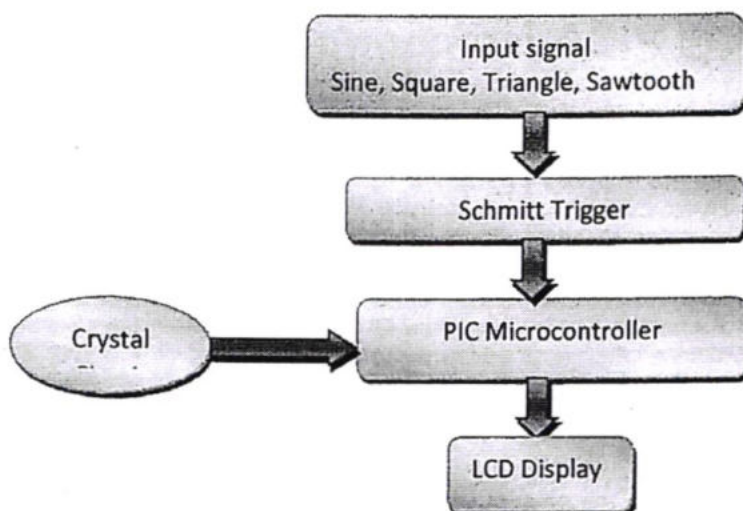 Input signal
Sine, Square, Triangle, Sawtooth
Schmitt Trigger
Crystal
PIC Microcontroller
LCD Display